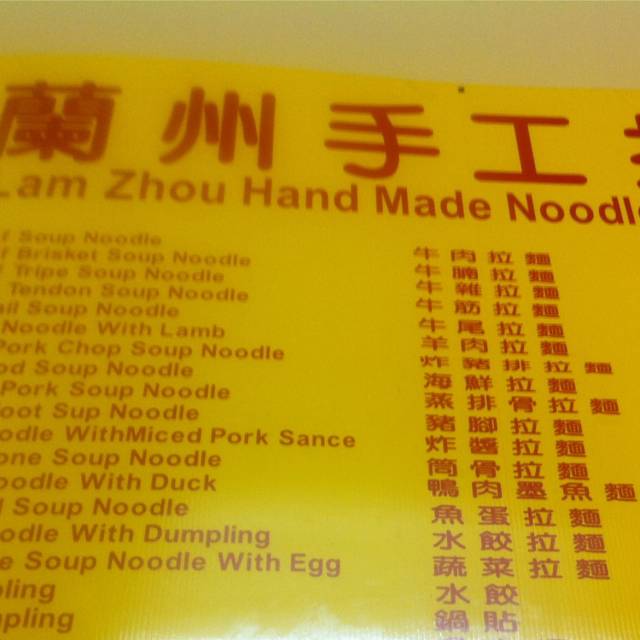 蘭州手工
Lam Zhou Hand Made Noodle
Soup Noodle 牛肉拉麵
Brisket Soup Noodle 牛腩拉麵
Tripe Soup Noodle 牛雜拉麵
Tendon Soup Noodle 牛筋拉麵
Soup Noodle 牛尾拉麵
Noodle With Lamb 羊肉拉麵
Pork Chop Soup Noodle 炸豬排拉麵
Soup Noodle 海鮮拉麵
Pork Soup Noodle 蒸排骨拉麵
oot Sup Noodle 豬腳拉麵
oodle WithMiced Pork Sance 炸醬拉麵
one Soup Noodle 筒骨拉麵
oodle With Duck 鴨肉墨魚麵
Soup Noodle 魚蛋拉麵
oodle With Dumpling 水餃拉麵
e Soup Noodle With Egg 蔬菜拉麵
pling 水餃
pling 鍋貼